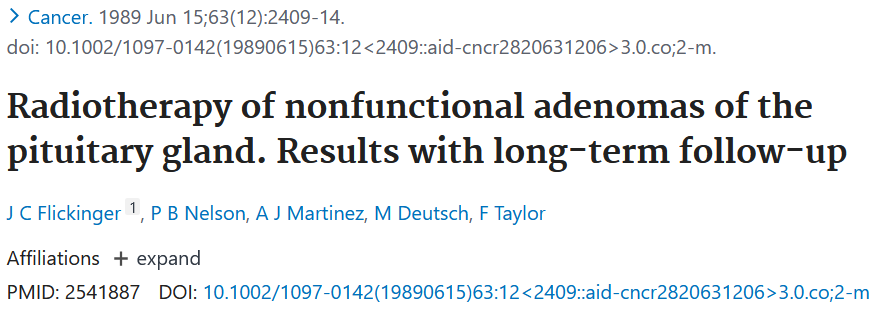 > Cancer. 1989 Jun 15;63(12):2409-14.
doi: 10.1002/1097-0142(19890615)63:12<2409::aid-cncr2820631206>3.0.co;2-m.
Radiotherapy of nonfunctional adenomas of the
pituitary gland. Results with long-term follow-up
J C Flickinger 1, P B Nelson, A J Martinez, M Deutsch, F Taylor
Affiliations + expand
PMID: 2541887 DOI: 10.1002/1097-0142(19890615)63:12<2409::aid-cncr2820631206>3.0.co;2-m